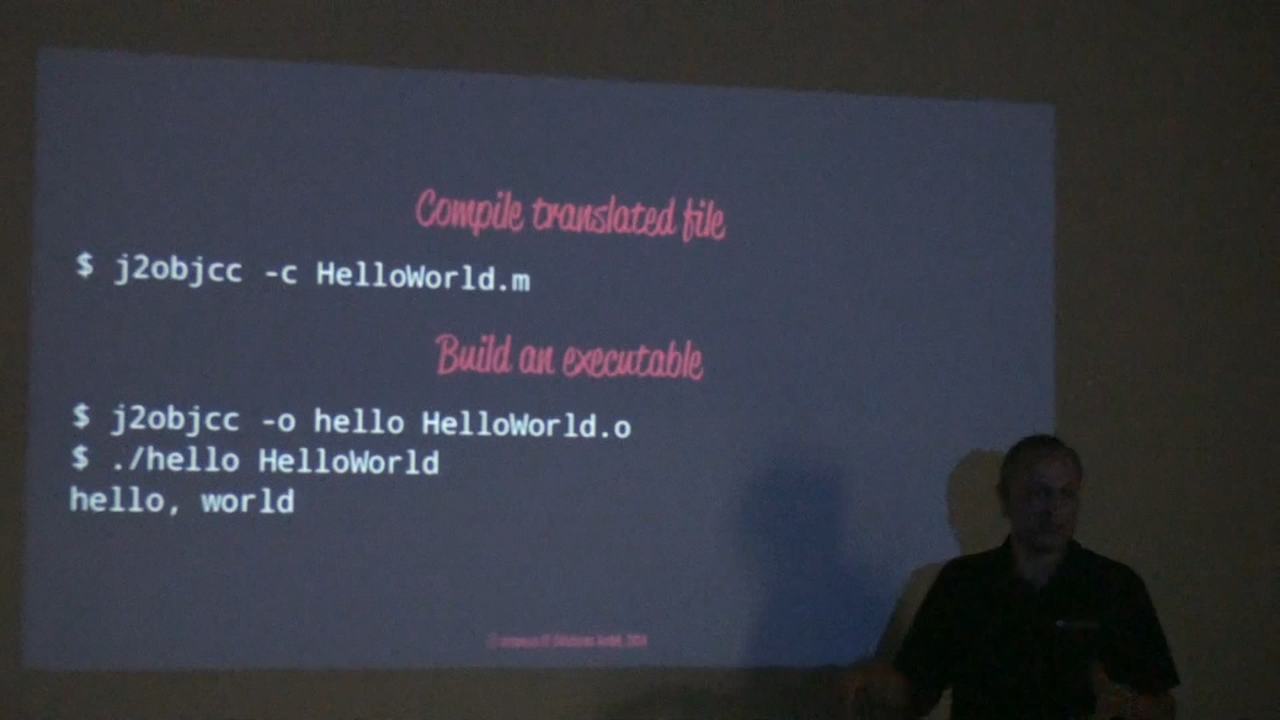 Compile translated file
$ j2objcc -c HelloWorld.m
Build an executable
$ j2objcc -o hello HelloWorld.o
$ ./hello HelloWorld
hello, world